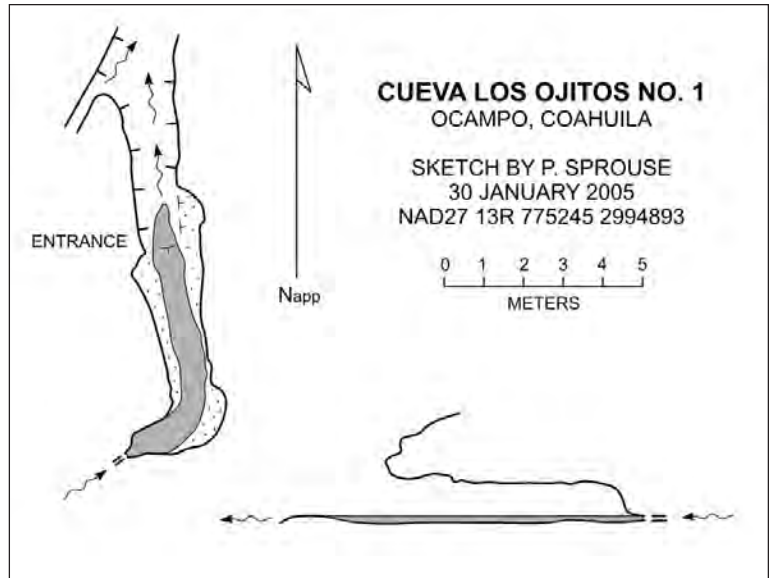 CUEVA LOS OJITOS NO. 1
OCAMPO, COAHUILA
SKETCH BY P. SPROUSE
30 JANUARY 2005
NAD27 13R 775245 2994893
ENTRANCE
Napp
0 1 2 3 4 5
METERS